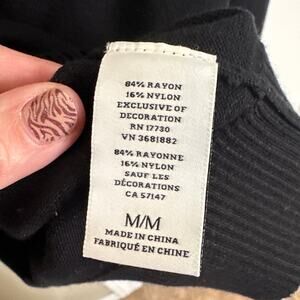 84% RAYON
16% NYLON
EXCLUSIVE OF
DECORATION
RN 17730
VN 3681882
84% RAYONNE
16% NYLON
SAUF LES
DÉCORATIONS
CA 57147
M/M
MADE IN CHINA
FABRIQUÉ EN CHINE